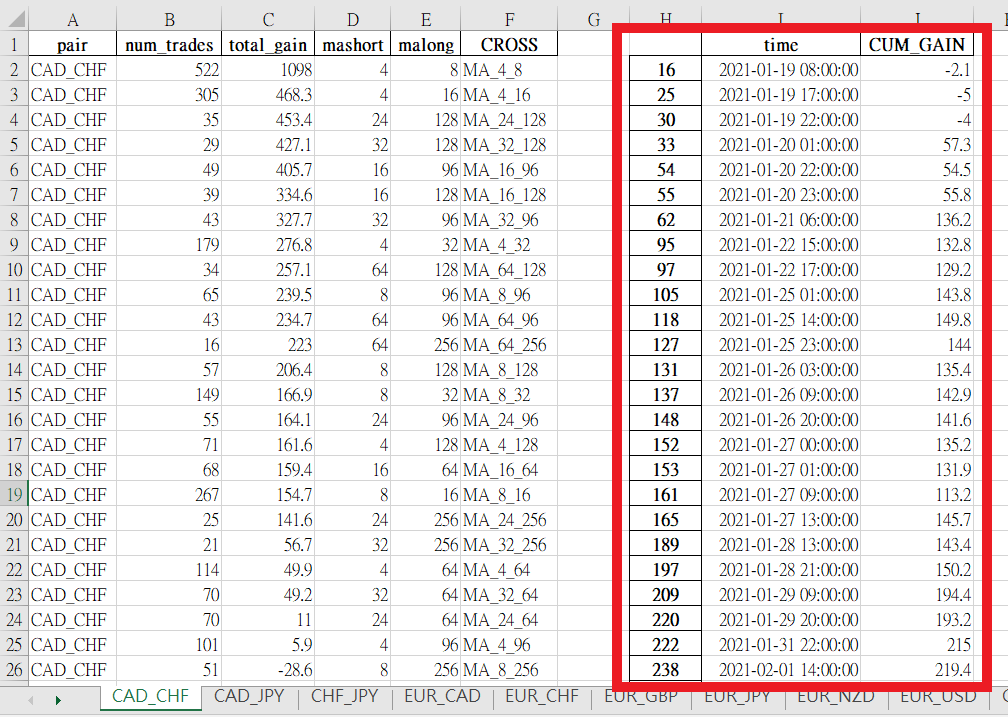 A B C D E F G H I J
1 pair num_trades total_gain mashort malong CROSS time CUM_GAIN
2 CAD_CHF 522 1098 4 8 MA_4_8 16 2021-01-19 08:00:00 -2.1
3 CAD_CHF 305 468.3 4 16 MA_4_16 25 2021-01-19 17:00:00 -5
4 CAD_CHF 35 453.4 24 128 MA_24_128 30 2021-01-19 22:00:00 -4
5 CAD_CHF 29 427.1 32 128 MA_32_128 33 2021-01-20 01:00:00 57.3
6 CAD_CHF 49 405.7 16 96 MA_16_96 54 2021-01-20 22:00:00 54.5
7 CAD_CHF 39 334.6 16 128 MA_16_128 55 2021-01-20 23:00:00 55.8
8 CAD_CHF 43 327.7 32 96 MA_32_96 62 2021-01-21 06:00:00 136.2
9 CAD_CHF 179 276.8 4 32 MA_4_32 95 2021-01-22 15:00:00 132.8
10 CAD_CHF 34 257.1 64 128 MA_64_128 97 2021-01-22 17:00:00 129.2
11 CAD_CHF 65 239.5 8 96 MA_8_96 105 2021-01-25 01:00:00 143.8
12 CAD_CHF 43 234.7 64 96 MA_64_96 118 2021-01-25 14:00:00 149.8
13 CAD_CHF 16 223 64 256 MA_64_256 127 2021-01-25 23:00:00 144
14 CAD_CHF 57 206.4 8 128 MA_8_128 131 2021-01-26 03:00:00 135.4
15 CAD_CHF 149 166.9 8 32 MA_8_32 137 2021-01-26 09:00:00 142.9
16 CAD_CHF 55 164.1 24 96 MA_24_96 148 2021-01-26 20:00:00 141.6
17 CAD_CHF 71 161.6 4 128 MA_4_128 152 2021-01-27 00:00:00 135.2
18 CAD_CHF 68 159.4 16 64 MA_16_64 153 2021-01-27 01:00:00 131.9
19 CAD_CHF 267 154.7 8 16 MA_8_16 161 2021-01-27 09:00:00 113.2
20 CAD_CHF 25 141.6 24 256 MA_24_256 165 2021-01-27 13:00:00 145.7
21 CAD_CHF 21 56.7 32 256 MA_32_256 189 2021-01-28 13:00:00 143.4
22 CAD_CHF 114 49.9 4 64 MA_4_64 197 2021-01-28 21:00:00 150.2
23 CAD_CHF 70 49.2 32 64 MA_32_64 209 2021-01-29 09:00:00 194.4
24 CAD_CHF 70 11 24 64 MA_24_64 220 2021-01-29 20:00:00 193.2
25 CAD_CHF 101 5.9 4 96 MA_4_96 222 2021-01-31 22:00:00 215
26 CAD_CHF 51 -28.6 8 256 MA_8_256 238 2021-02-01 14:00:00 219.4
CAD_CHF CAD_JPY CHF_JPY EUR_CAD EUR_CHF EUR_GBP EUR_JPY EUR_NZD EUR_USD